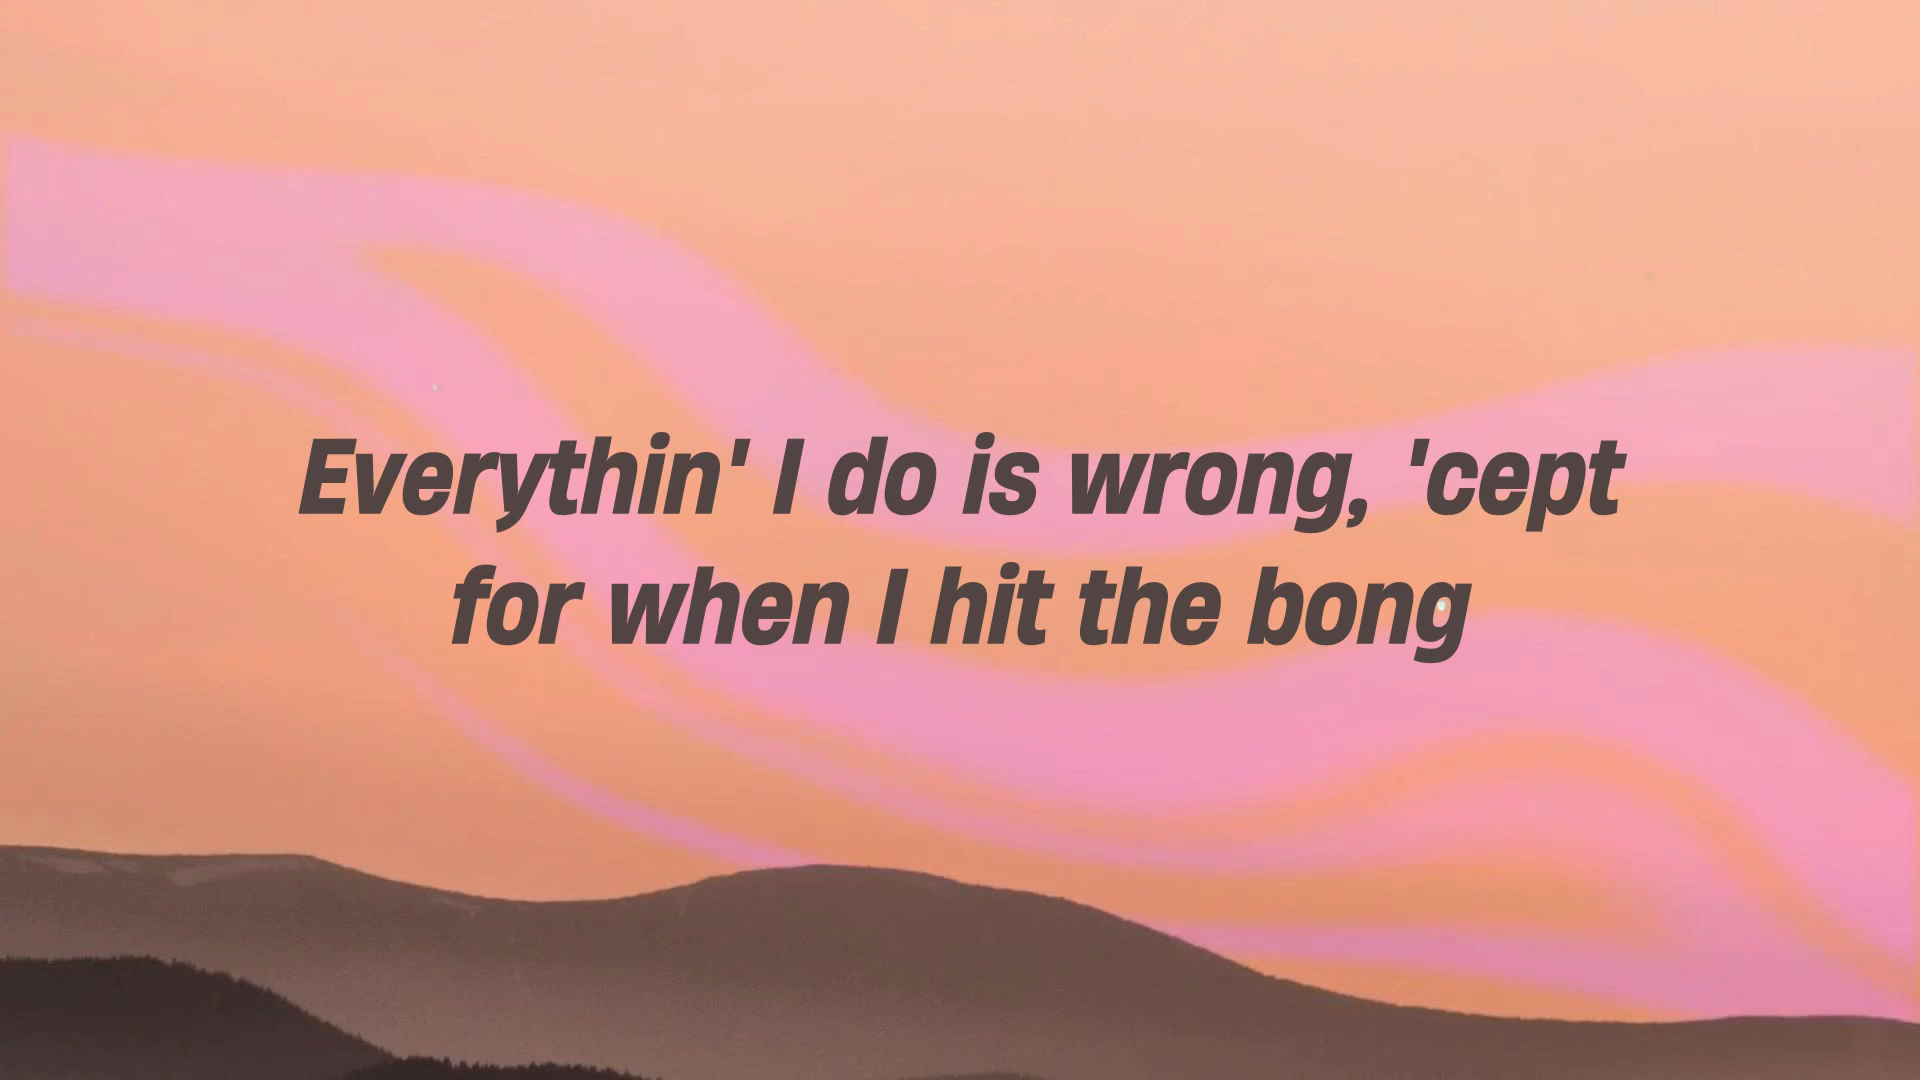 Everythin' I do is wrong, 'cept
for when I hit the bong